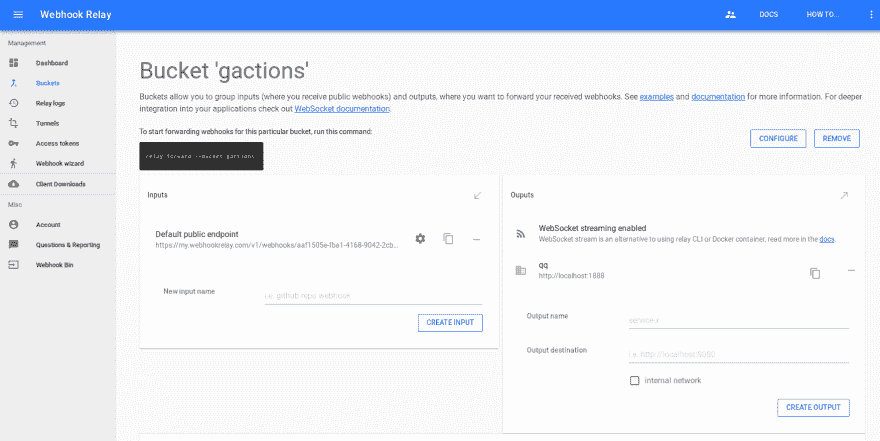 Webhook Relay
DOCS
HOW TO...
Management
Dashboard
Buckets
Relay logs
Tunnels
Access tokens
Webhook wizard
Client Downloads
Misc
Account
Questions & Reporting
Webhook Bin
Bucket 'gactions'
Buckets allow you to group inputs (where you receive public webhooks) and outputs, where you want to forward your received webhooks. See examples and documentation for more information. For deeper
integration into your applications check out WebSocket documentation.
To start forwarding webhooks for this particular bucket, run this command:
relay forward --bucket gactions
CONFIGURE
REMOVE
Inputs
Default public endpoint
https://my.webhookrelay.com/v1/webhooks/aaf1505e-fba1-4168-9042-2cb...
New input name
i.e. github nqps webhook
CREATE INPUT
Ouputs
WebSocket streaming enabled
WebSocket stream is an alternative to using relay CLI or Docker container, read more in the docs.
qq
http://localhost:1888
Output name
service-x
Output destination
i.e. http://localhost:8080
internal network
CREATE OUTPUT